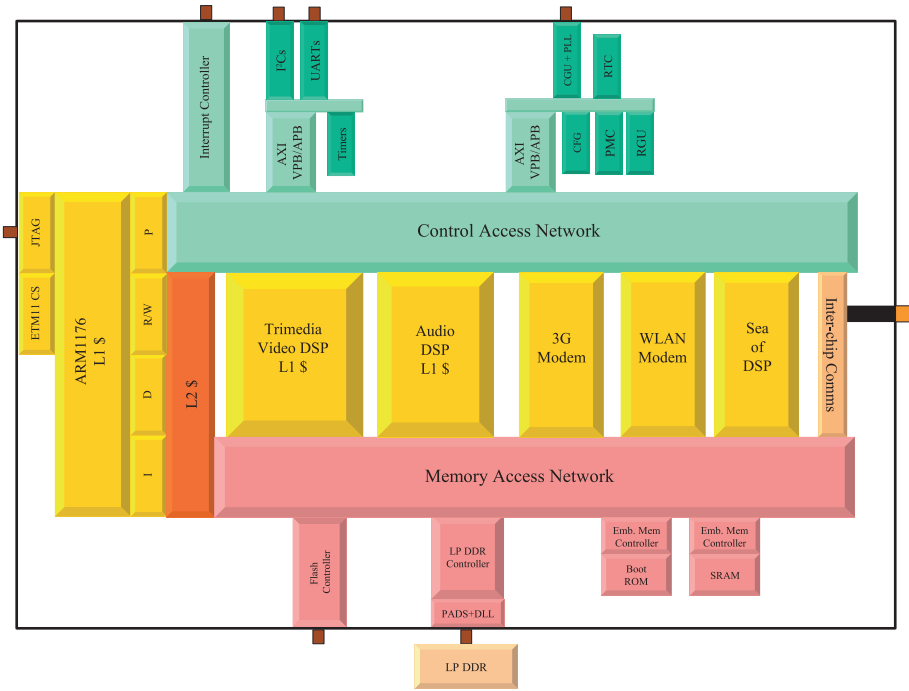 Interrupt Controller
I²Cs
UARTs
AXI
VPB/APB
Timers
CGU + PLL
RTC
AXI
VPB/APB
CFG
PMC
RGU
JTAG
ETM11 CS
ARM1176
L1 $
P
R/W
D
I
Control Access Network
L2 $
Trimedia
Video DSP
L1 $
Audio
DSP
L1 $
3G
Modem
WLAN
Modem
Sea
of
DSP
Inter-chip Comms
Memory Access Network
Flash
Controller
LP DDR
Controller
PADS+DLL
Emb. Mem
Controller
Boot
ROM
Emb. Mem
Controller
SRAM
LP DDR